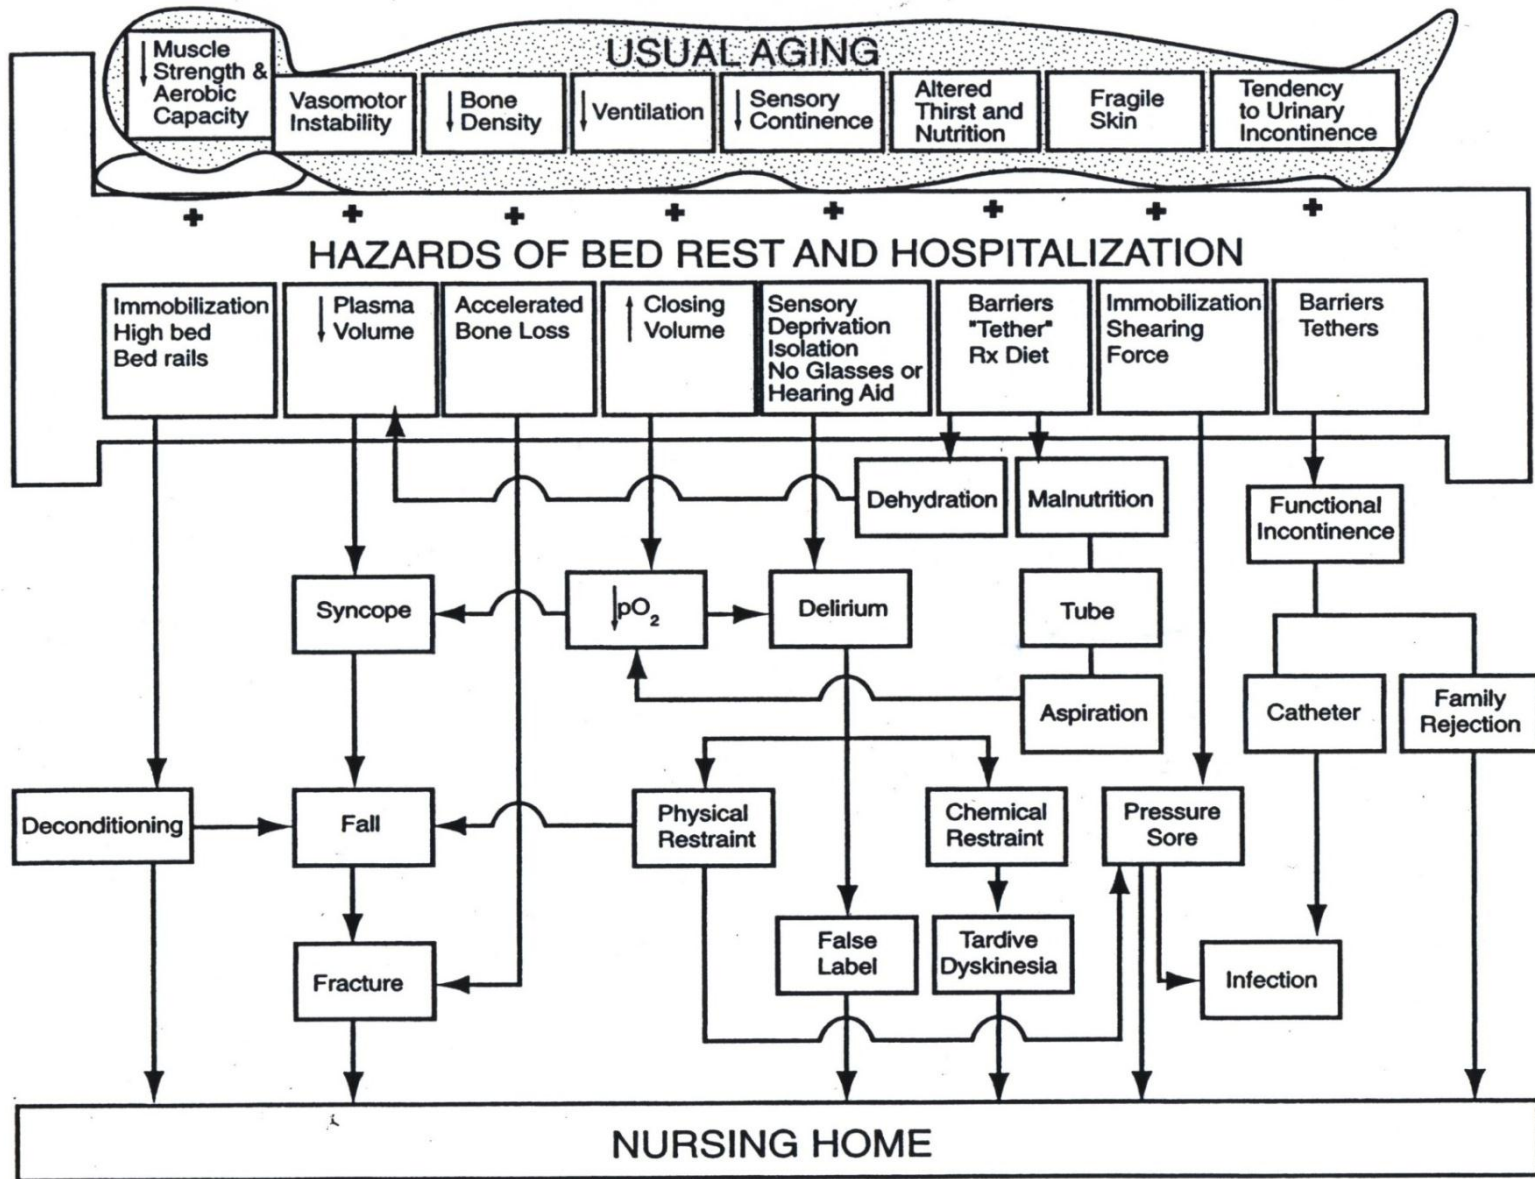 USUAL AGING
↓ Muscle
Strength &
Aerobic
Capacity
Vasomotor
Instability
↓ Bone
Density
↓ Ventilation
↓ Sensory
Continence
Altered
Thirst and
Nutrition
Fragile
Skin
Tendency
to Urinary
Incontinence
+ + + + + + + +
HAZARDS OF BED REST AND HOSPITALIZATION
Immobilization
High bed
Bed rails
↓ Plasma
Volume
Accelerated
Bone Loss
↑ Closing
Volume
Sensory
Deprivation
Isolation
No Glasses or
Hearing Aid
Barriers
"Tether"
Rx Diet
Immobilization
Shearing
Force
Barriers
Tethers
Dehydration
Malnutrition
Functional
Incontinence
Syncope
↓pO₂
Delirium
Tube
Aspiration
Catheter
Family
Rejection
Deconditioning
Fall
Physical
Restraint
Chemical
Restraint
Pressure
Sore
Fracture
False
Label
Tardive
Dyskinesia
Infection
NURSING HOME